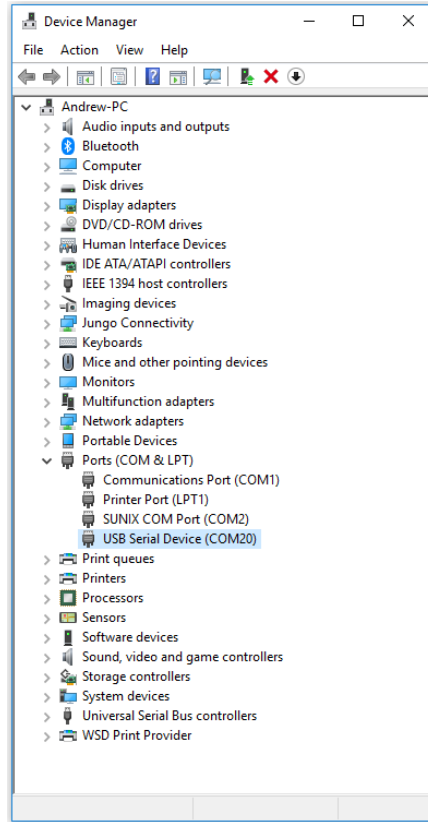 Device Manager
File Action View Help
Andrew-PC
Audio inputs and outputs
Bluetooth
Computer
Disk drives
Display adapters
DVD/CD-ROM drives
Human Interface Devices
IDE ATA/ATAPI controllers
IEEE 1394 host controllers
Imaging devices
Jungo Connectivity
Keyboards
Mice and other pointing devices
Monitors
Multifunction adapters
Network adapters
Portable Devices
Ports (COM & LPT)
Communications Port (COM1)
Printer Port (LPT1)
SUNIX COM Port (COM2)
USB Serial Device (COM20)
Print queues
Printers
Processors
Sensors
Software devices
Sound, video and game controllers
Storage controllers
System devices
Universal Serial Bus controllers
WSD Print Provider